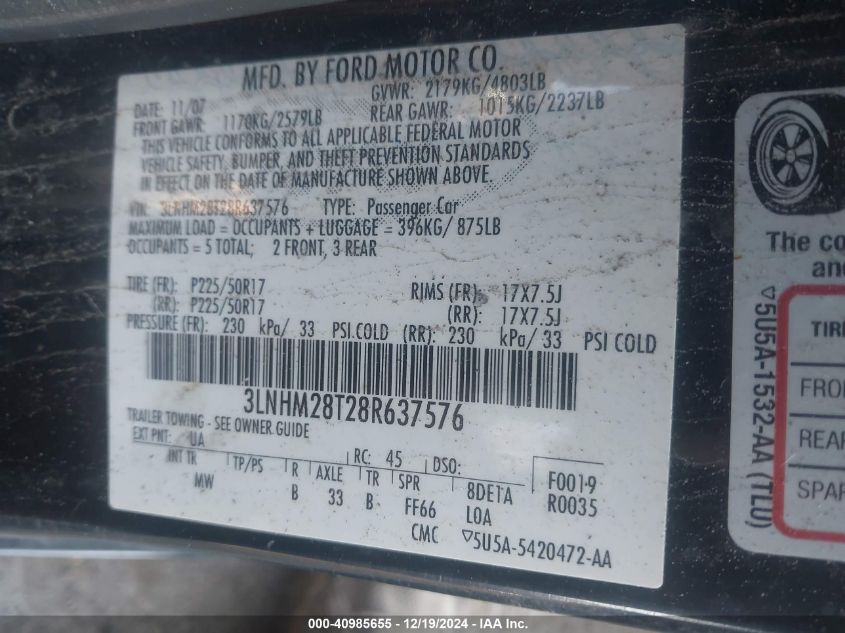 MFD. BY FORD MOTOR CO.
DATE: 11/07 GVWR: 2179KG/4803LB
FRONT GAWR: 1170KG/2579LB REAR GAWR: 1015KG/2237LB
THIS VEHICLE CONFORMS TO ALL APPLICABLE FEDERAL MOTOR
VEHICLE SAFETY, BUMPER, AND THEFT PREVENTION STANDARDS
IN EFFECT ON THE DATE OF MANUFACTURE SHOWN ABOVE.
VIN: 3LNHM28T28R637576 TYPE: Passenger Car
MAXIMUM LOAD = OCCUPANTS + LUGGAGE = 396KG/ 875LB
OCCUPANTS = 5 TOTAL; 2 FRONT, 3 REAR
TIRE (FR): P225/50R17 RIMS (FR): 17X7.5J
(RR): P225/50R17 (RR): 17X7.5J
PRESSURE (FR): 230 kPa/ 33 PSI.COLD (RR): 230 kPa/ 33 PSI COLD
3LNHM28T28R637576
TRAILER TOWING - SEE OWNER GUIDE
EXT PNT: UA RC: 45 DSO:
INT TR TP/PS R AXLE TR SPR 8DETA F0019
MW B 33 B FF66 L0A R0035
CMC ▽5U5A-5420472-AA
The co
and
TIRE
FRO
REAR
SPAR
▽5U5A-1532-AA (TLU)
000-40985655 - 12/19/2024 - IAA Inc.